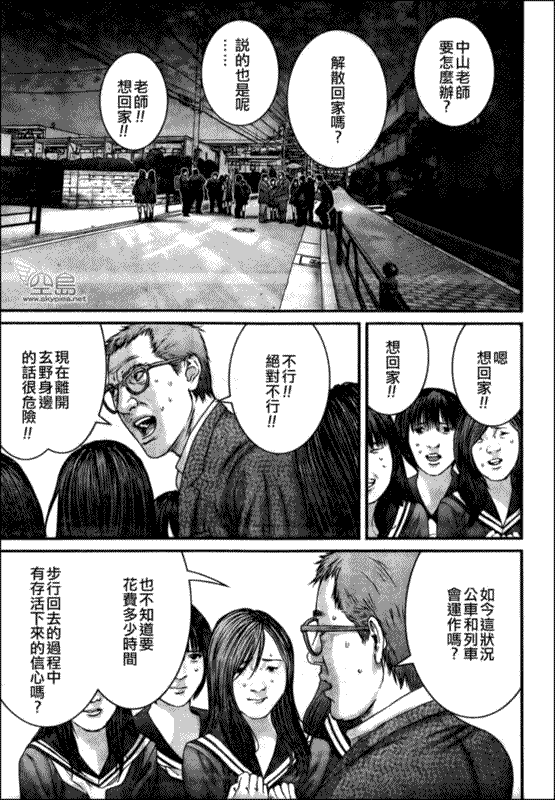 中山老師
要怎麼辦?
解散回家嗎?
說的也是呢
……
老師!!
想回家!!
空島
www.skypiea.net
嗯
想回家!!
想回家!!
不行!!
絕對不行!!
現在離開
玄野身邊
的話很危險!!
如今這狀況
公車和列車
會運作嗎?
也不知道要
花費多少時間
步行回去的過程中
有存活下來的信心嗎?